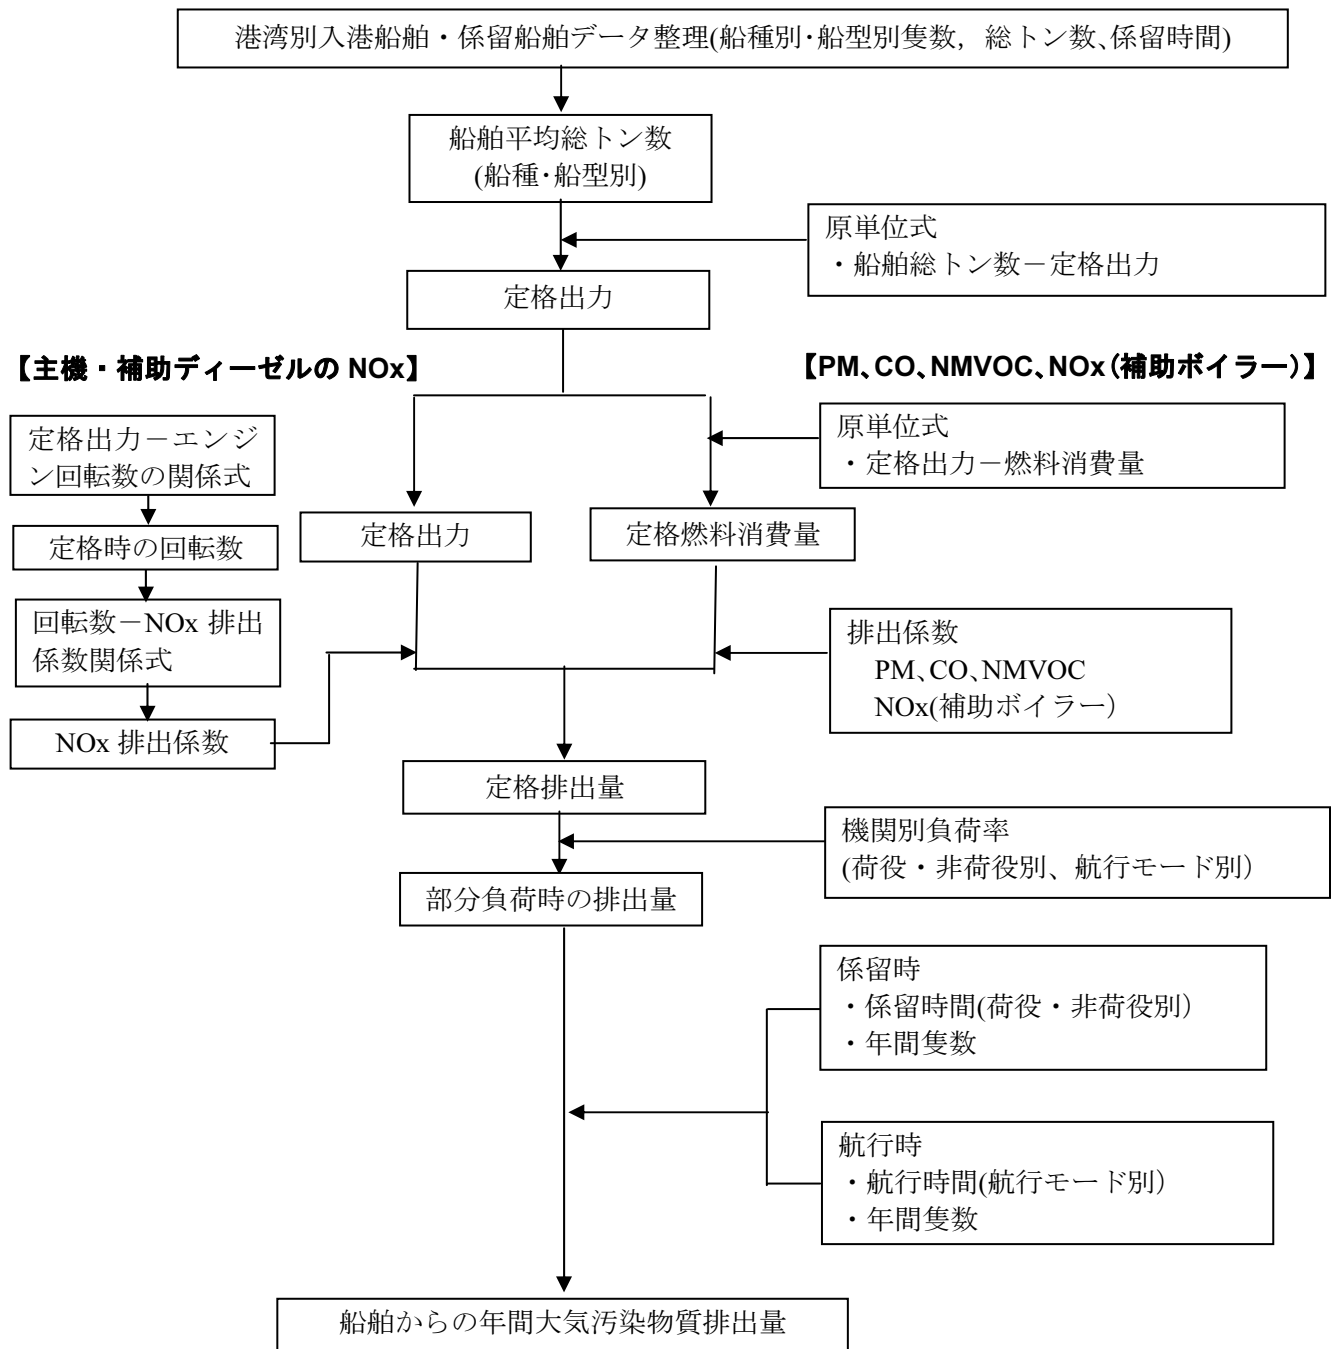 港湾別入港船舶・係留船舶データ整理(船種別･船型別隻数，総トン数、係留時間)
船舶平均総トン数
(船種･船型別)
原単位式
・船舶総トン数－定格出力
定格出力
【主機・補助ディーゼルの NOx】
【PM、CO、NMVOC、NOx（補助ボイラー）】
定格出力－エンジ
ン回転数の関係式
原単位式
・定格出力－燃料消費量
定格時の回転数
定格出力
定格燃料消費量
回転数－NOx 排出
係数関係式
排出係数
PM、CO、NMVOC
NOx(補助ボイラー）
NOx 排出係数
定格排出量
機関別負荷率
(荷役・非荷役別、航行モード別）
部分負荷時の排出量
係留時
・係留時間(荷役・非荷役別）
・年間隻数
航行時
・航行時間(航行モード別）
・年間隻数
船舶からの年間大気汚染物質排出量